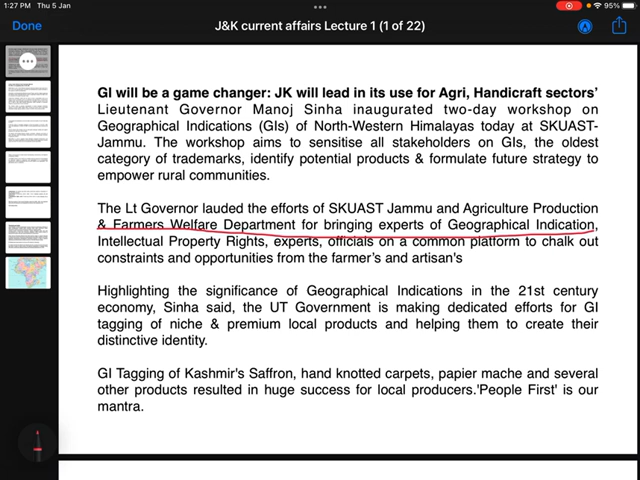 1:27 PM Thu 5 Jan
95%
Done
J&K current affairs Lecture 1 (1 of 22)
GI will be a game changer: JK will lead in its use for Agri, Handicraft sectors’
Lieutenant Governor Manoj Sinha inaugurated two-day workshop on
Geographical Indications (GIs) of North-Western Himalayas today at SKUAST-
Jammu. The workshop aims to sensitise all stakeholders on GIs, the oldest
category of trademarks, identify potential products & formulate future strategy to
empower rural communities.
The Lt Governor lauded the efforts of SKUAST Jammu and Agriculture Production
& Farmers Welfare Department for bringing experts of Geographical Indication,
Intellectual Property Rights, experts, officials on a common platform to chalk out
constraints and opportunities from the farmer’s and artisan's
Highlighting the significance of Geographical Indications in the 21st century
economy, Sinha said, the UT Government is making dedicated efforts for GI
tagging of niche & premium local products and helping them to create their
distinctive identity.
GI Tagging of Kashmir's Saffron, hand knotted carpets, papier mache and several
other products resulted in huge success for local producers.'People First' is our
mantra.